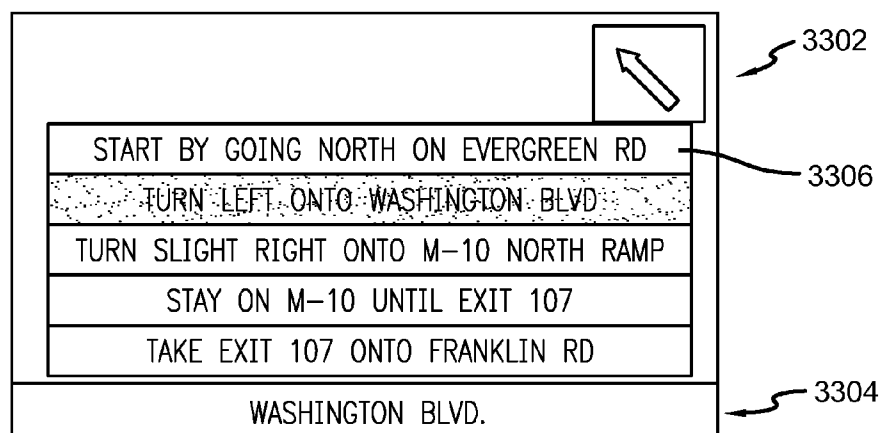 3302
START BY GOING NORTH ON EVERGREEN RD
3306
TURN LEFT ONTO WASHINGTON BLVD
TURN SLIGHT RIGHT ONTO M-10 NORTH RAMP
STAY ON M-10 UNTIL EXIT 107
TAKE EXIT 107 ONTO FRANKLIN RD
3304
WASHINGTON BLVD.